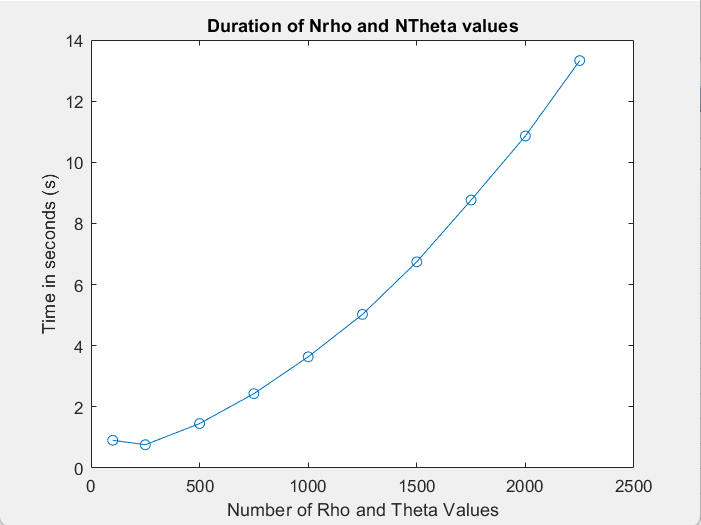 Duration of Nrho and NTheta values
14
12
10
8
6
4
2
0
Time in seconds (s)
0 500 1000 1500 2000 2500
Number of Rho and Theta Values